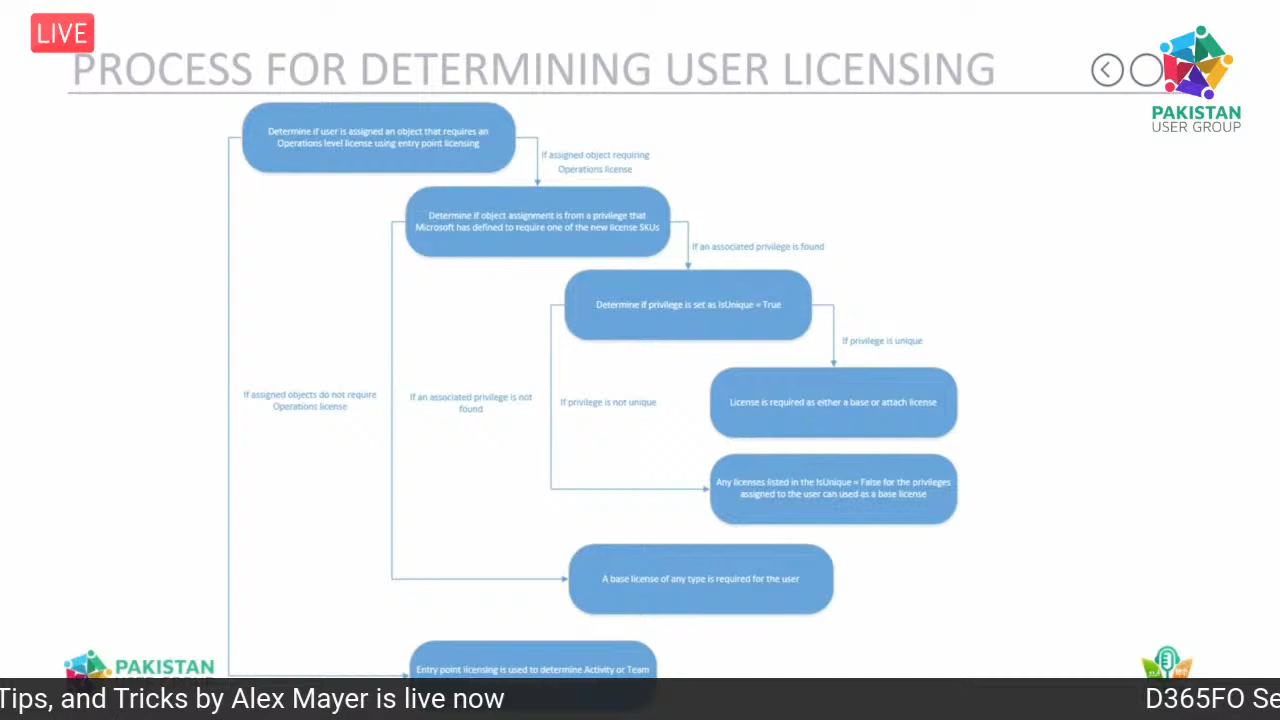 LIVE
PROCESS FOR DETERMINING USER LICENSING
PAKISTAN
USER GROUP
Determine if user is assigned an object that requires an
Operations level license using entry point licensing
If assigned object requiring
Operations license
Determine if object assignment is from a privilege that
Microsoft has defined to require one of the new license SKUs
If an associated privilege is found
Determine if privilege is set as IsUnique = True
If privilege is unique
If assigned objects do not require
Operations license
If an associated privilege is not
found
If privilege is not unique
License is required as either a base or attach license
Any licenses listed in the IsUnique = False for the privileges
assigned to the user can used as a base license
A base license of any type is required for the user
Entry point licensing is used to determine Activity or Team
PAKISTAN
Tips, and Tricks by Alex Mayer is live now
D365FO Se